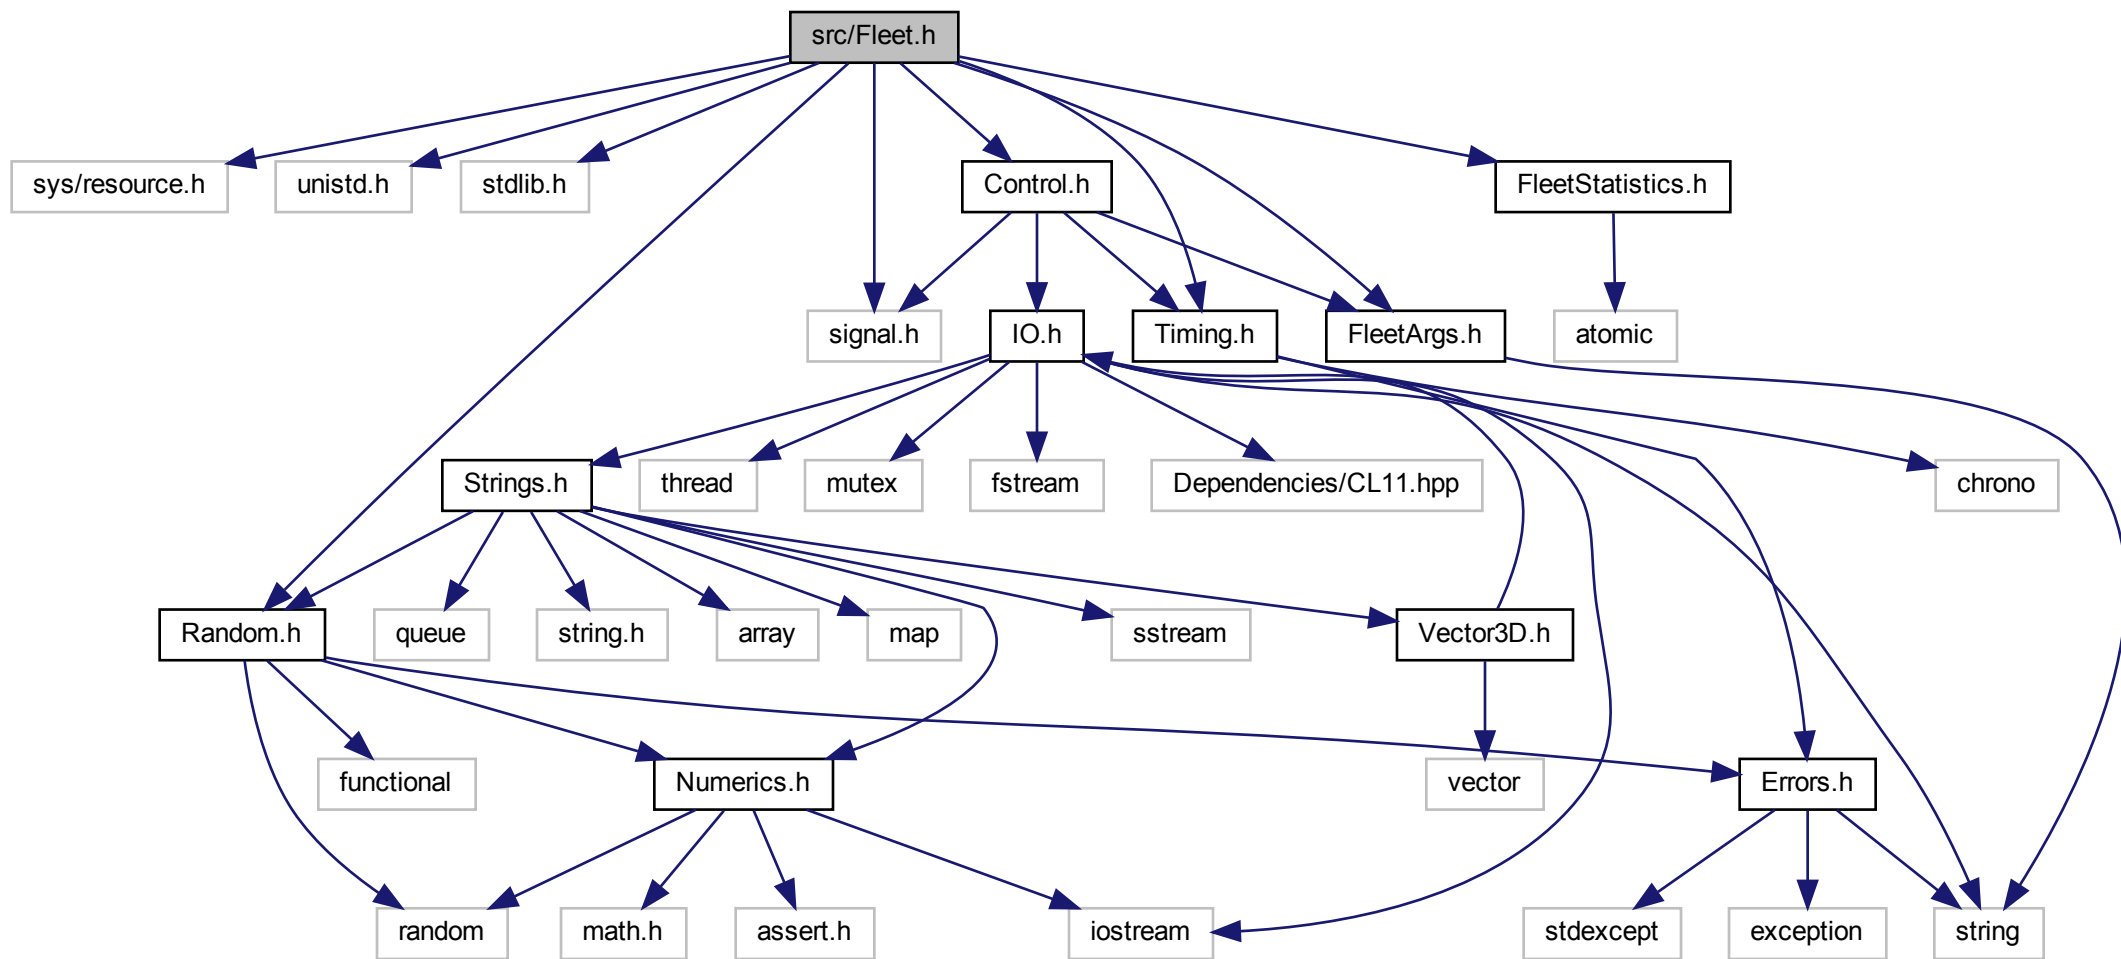 src/Fleet.h
sys/resource.h
unistd.h
stdlib.h
Control.h
FleetStatistics.h
signal.h
IO.h
Timing.h
FleetArgs.h
atomic
Strings.h
thread
mutex
fstream
Dependencies/CL11.hpp
chrono
Random.h
queue
string.h
array
map
sstream
Vector3D.h
functional
Numerics.h
vector
Errors.h
random
math.h
assert.h
iostream
stdexcept
exception
string